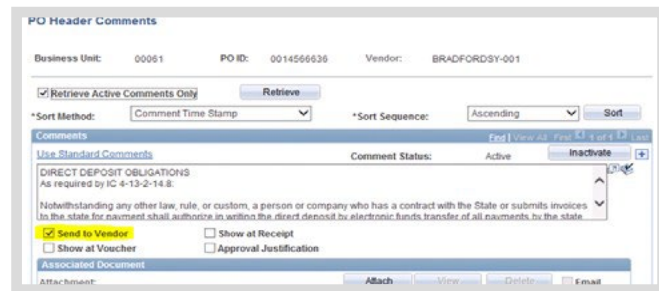 PO Header Comments
Business Unit: 00061 PO ID: 0014566636 Vendor: BRADFORDSY-001
Retrieve Active Comments Only Retrieve
*Sort Method: Comment Time Stamp *Sort Sequence: Ascending Sort
Comments Find | View All First 1 of 1 Last
Use Standard Comments Comment Status: Active Inactivate
DIRECT DEPOSIT OBLIGATIONS
As required by IC 4-13-2-14.8:
Notwithstanding any other law, rule, or custom, a person or company who has a contract with the State or submits invoices
to the state for payment shall authorize in writing the direct deposit by electronic funds transfer of all payments by the state
Send to Vendor Show at Receipt
Show at Voucher Approval Justification
Associated Document
Attachment: Attach View Delete Email